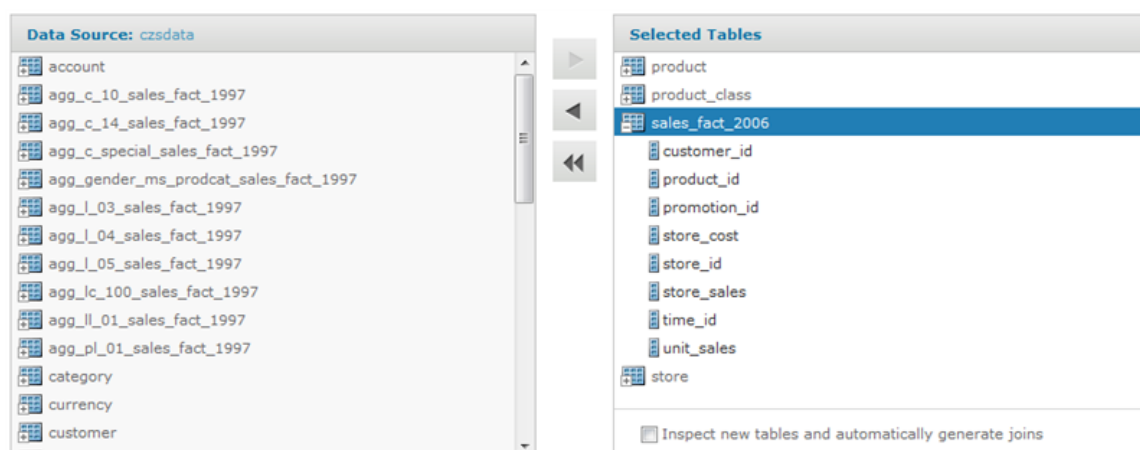 Data Source: czsdata
account
agg_c_10_sales_fact_1997
agg_c_14_sales_fact_1997
agg_c_special_sales_fact_1997
agg_gender_ms_prodcat_sales_fact_1997
agg_l_03_sales_fact_1997
agg_l_04_sales_fact_1997
agg_l_05_sales_fact_1997
agg_lc_100_sales_fact_1997
agg_ll_01_sales_fact_1997
agg_pl_01_sales_fact_1997
category
currency
customer
Selected Tables
product
product_class
sales_fact_2006
customer_id
product_id
promotion_id
store_cost
store_id
store_sales
time_id
unit_sales
store
Inspect new tables and automatically generate joins